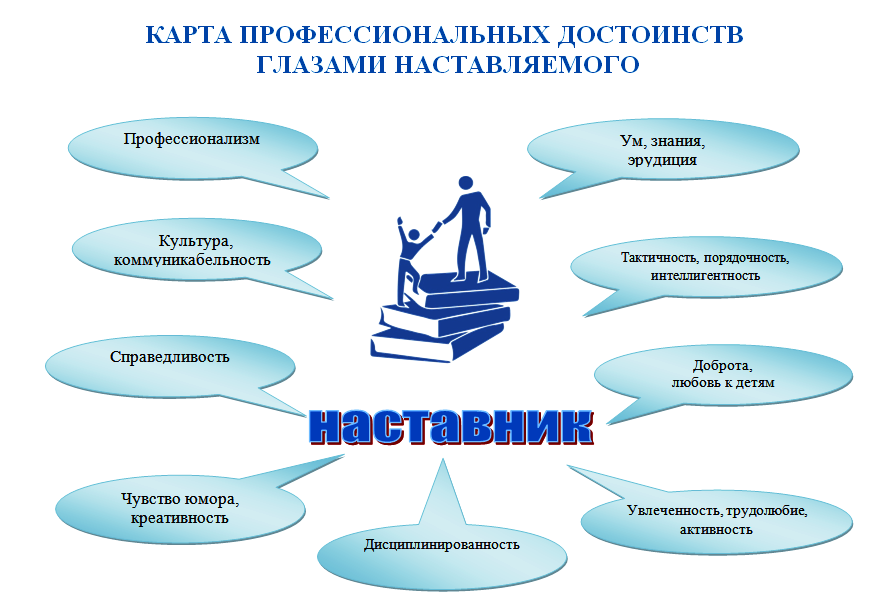 КАРТА ПРОФЕССИОНАЛЬНЫХ ДОСТОИНСТВ
ГЛАЗАМИ НАСТАВЛЯЕМОГО
Профессионализм
Ум, знания,
эрудиция
Культура,
коммуникабельность
Тактичность, порядочность,
интеллигентность
Справедливость
Доброта,
любовь к детям
наставник
Чувство юмора,
креативность
Дисциплинированность
Увлеченность, трудолюбие,
активность